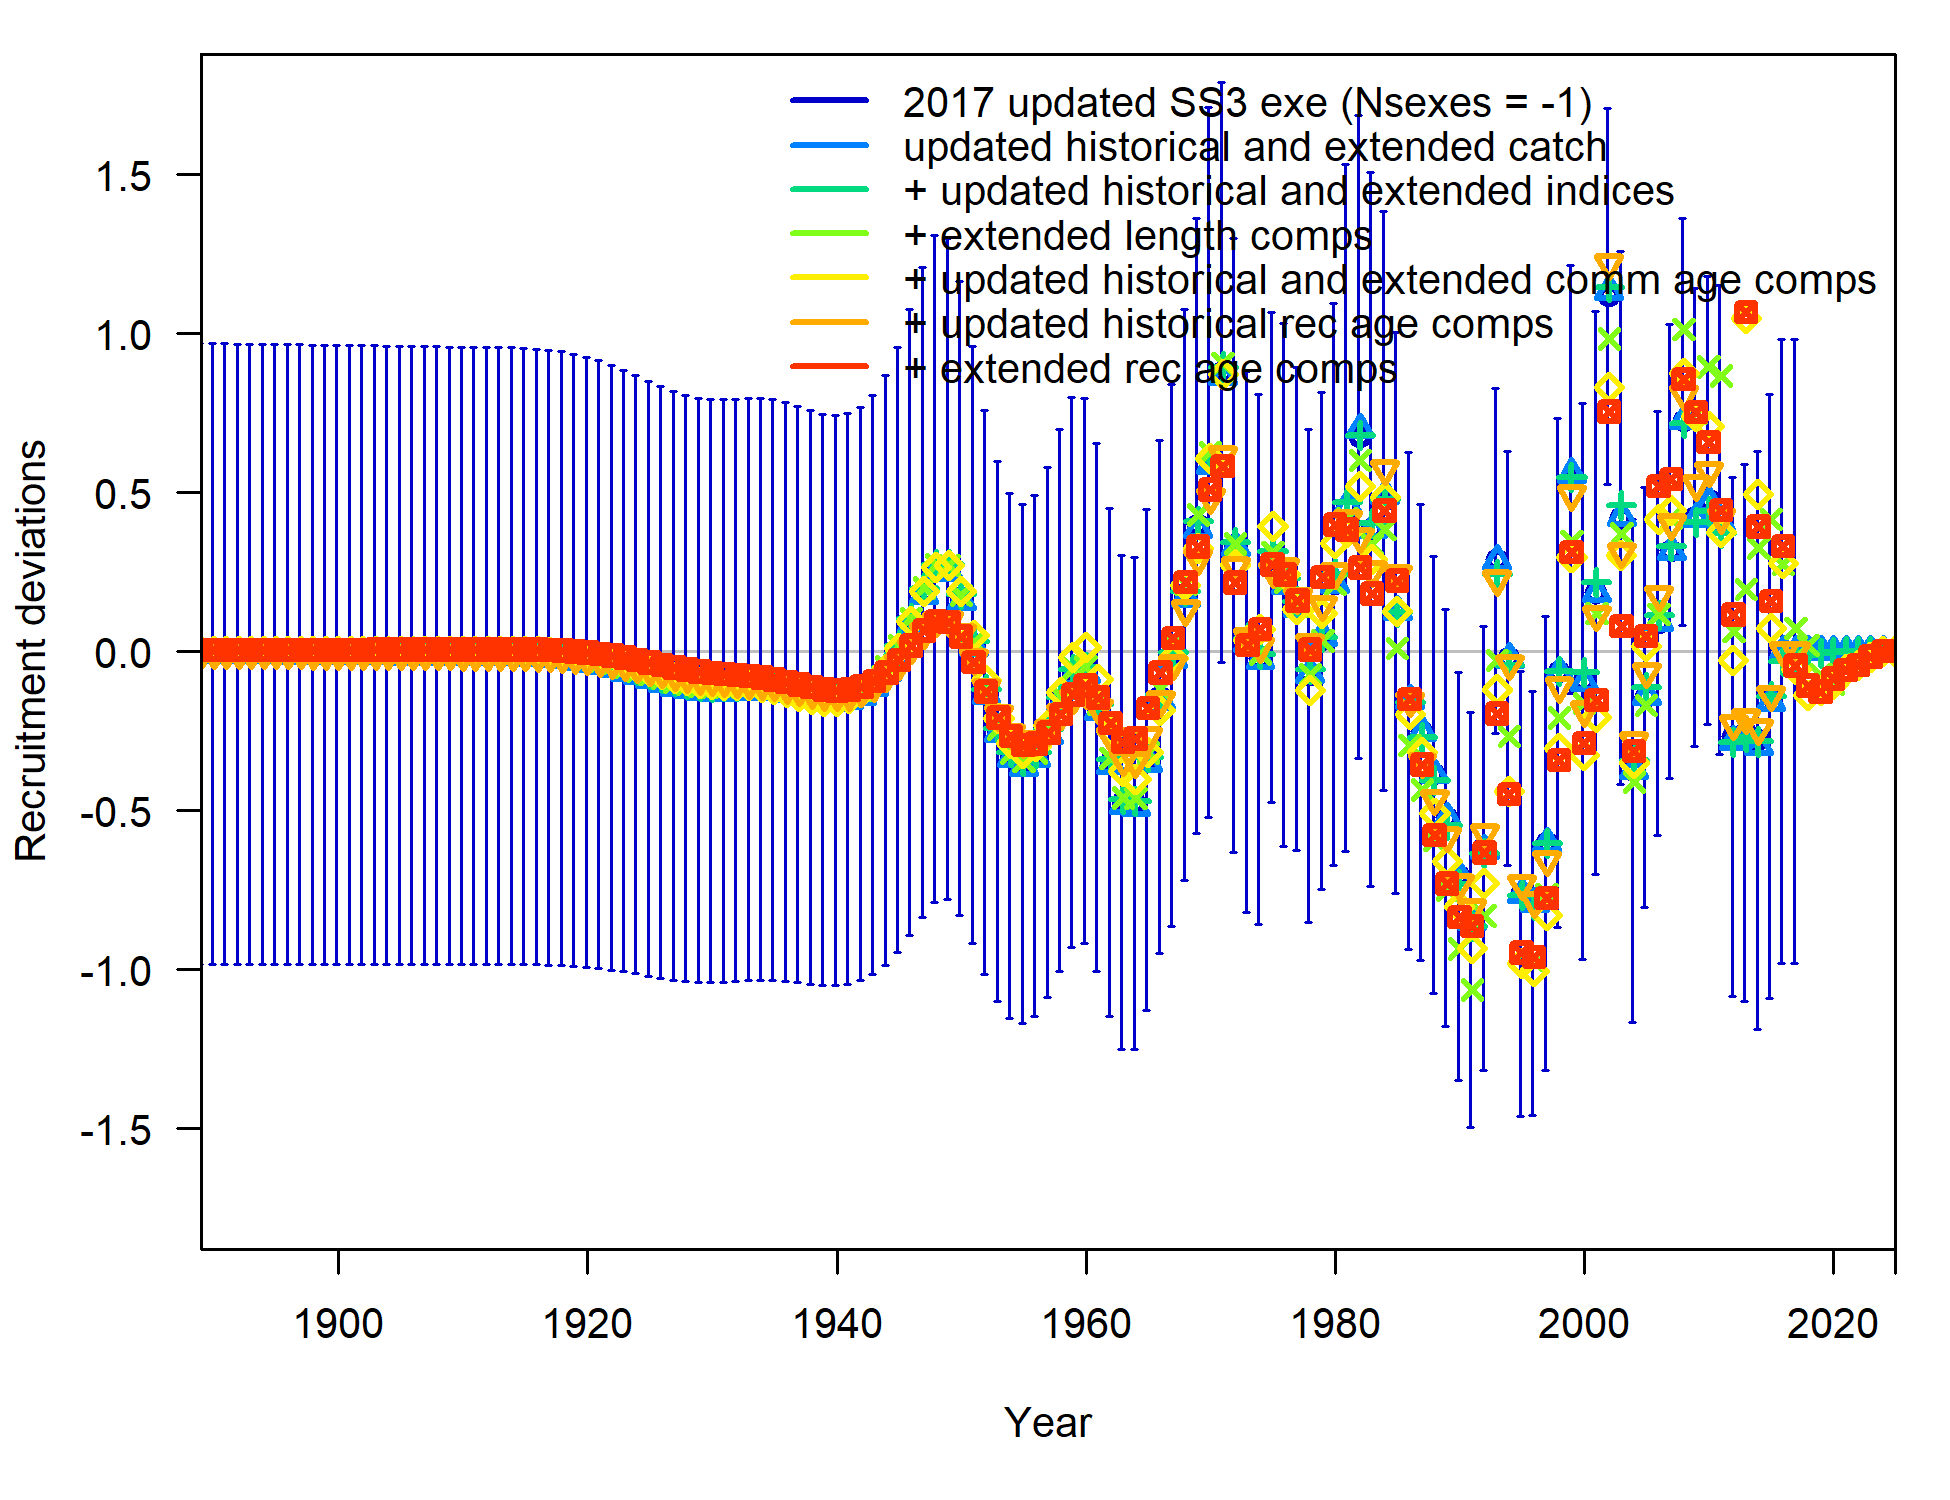 2017 updated SS3 exe (Nsexes = -1)
updated historical and extended catch
+ updated historical and extended indices
+ extended length comps
+ updated historical and extended comm age comps
+ updated historical rec age comps
+ extended rec age comps
1.5
1.0
0.5
0.0
-0.5
-1.0
-1.5
Recruitment deviations
1900 1920 1940 1960 1980 2000 2020
Year